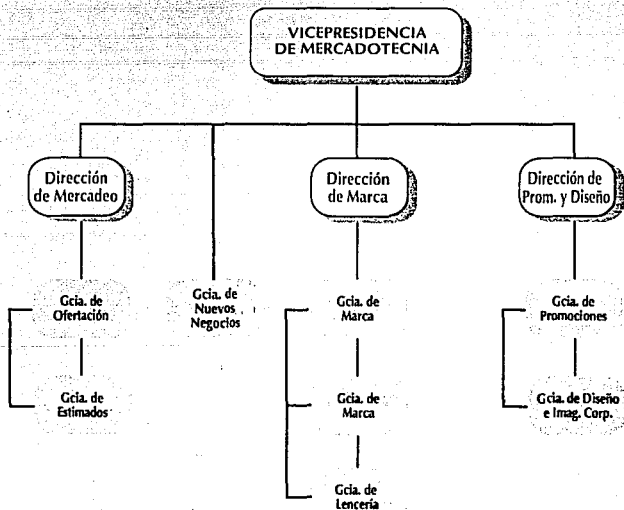 VICEPRESIDENCIA
DE MERCADOTECNIA
Dirección
de Mercadeo
Dirección
de Marca
Dirección de
Prom. y Diseño
Gcia. de
Ofertación
Gcia. de
Nuevos
Negocios
Gcia. de
Marca
Gcia. de
Promociones
Gcia. de
Estimados
Gcia. de
Marca
Gcia. de Diseño
e Imag. Corp.
Gcia. de
Lencería